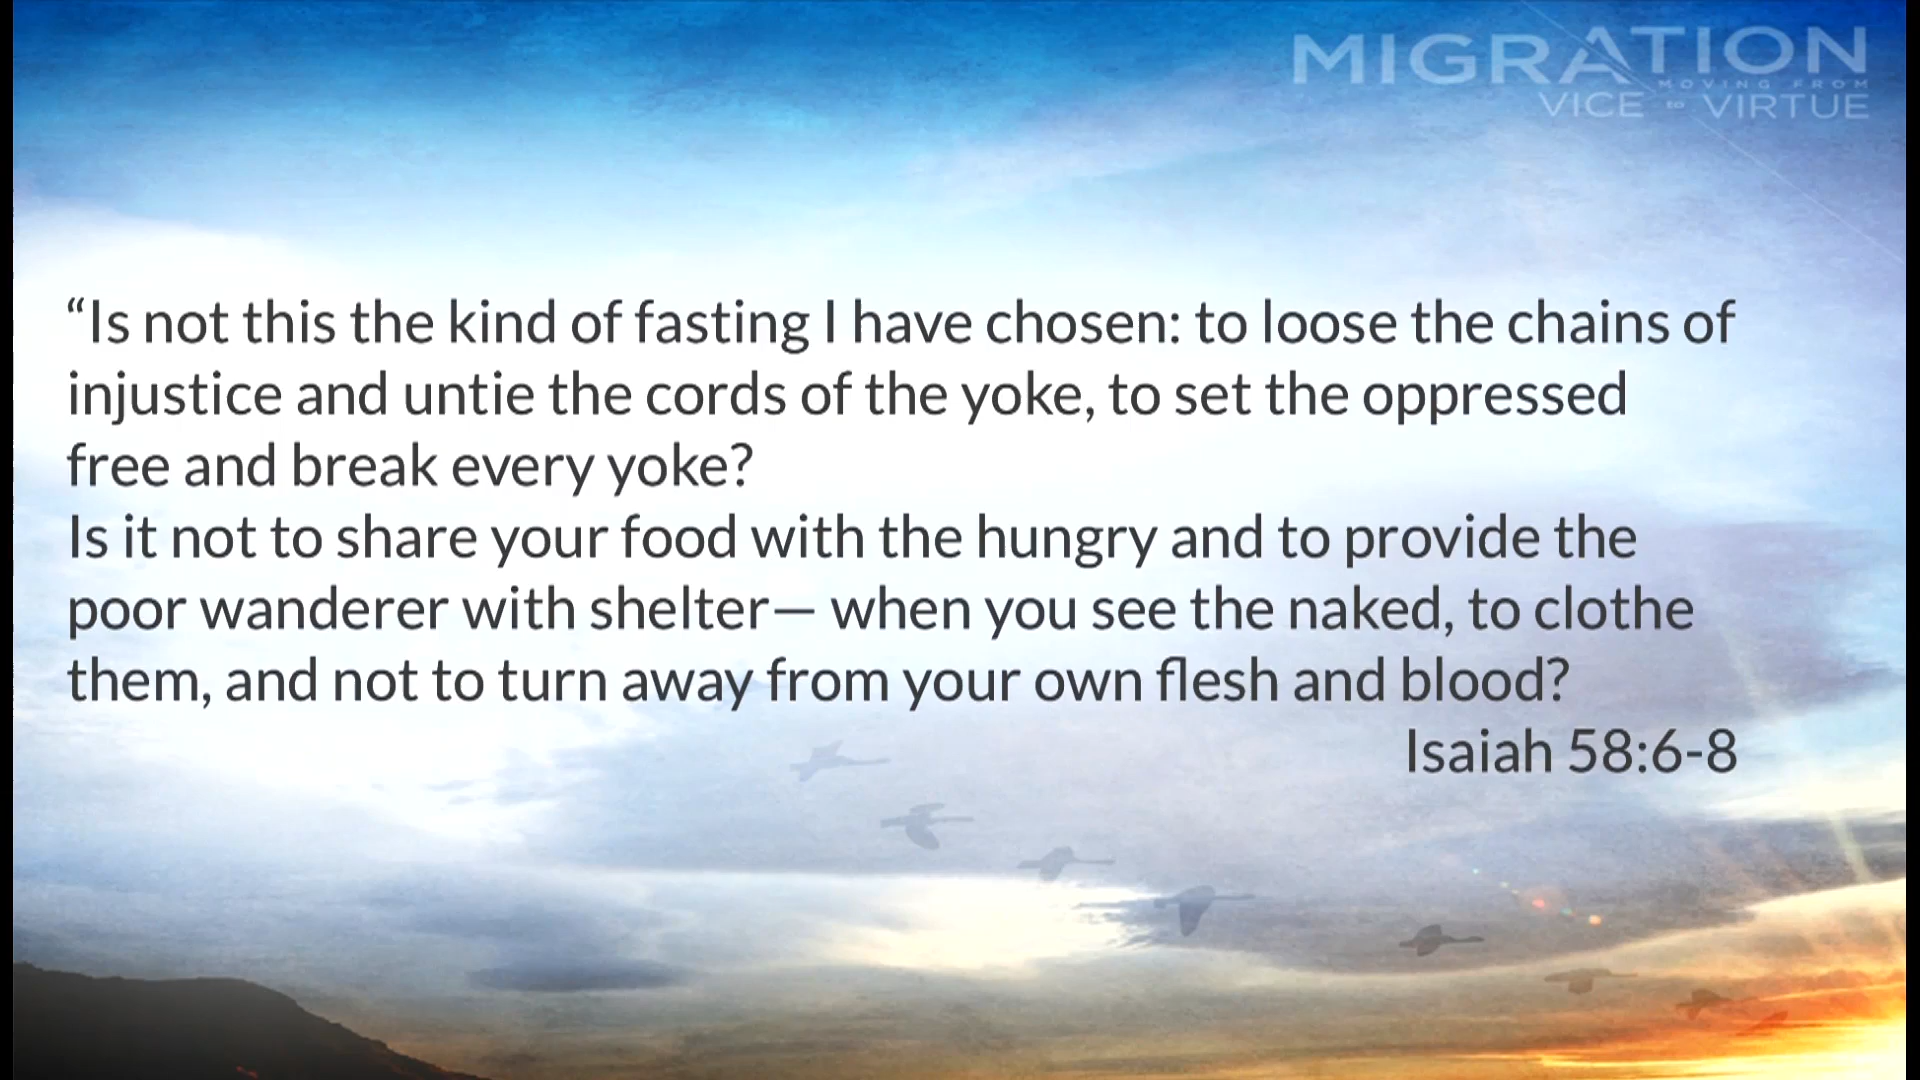 MIGRATION
MOVING FROM
VICE to VIRTUE
“Is not this the kind of fasting I have chosen: to loose the chains of
injustice and untie the cords of the yoke, to set the oppressed
free and break every yoke?
Is it not to share your food with the hungry and to provide the
poor wanderer with shelter— when you see the naked, to clothe
them, and not to turn away from your own flesh and blood?
Isaiah 58:6-8